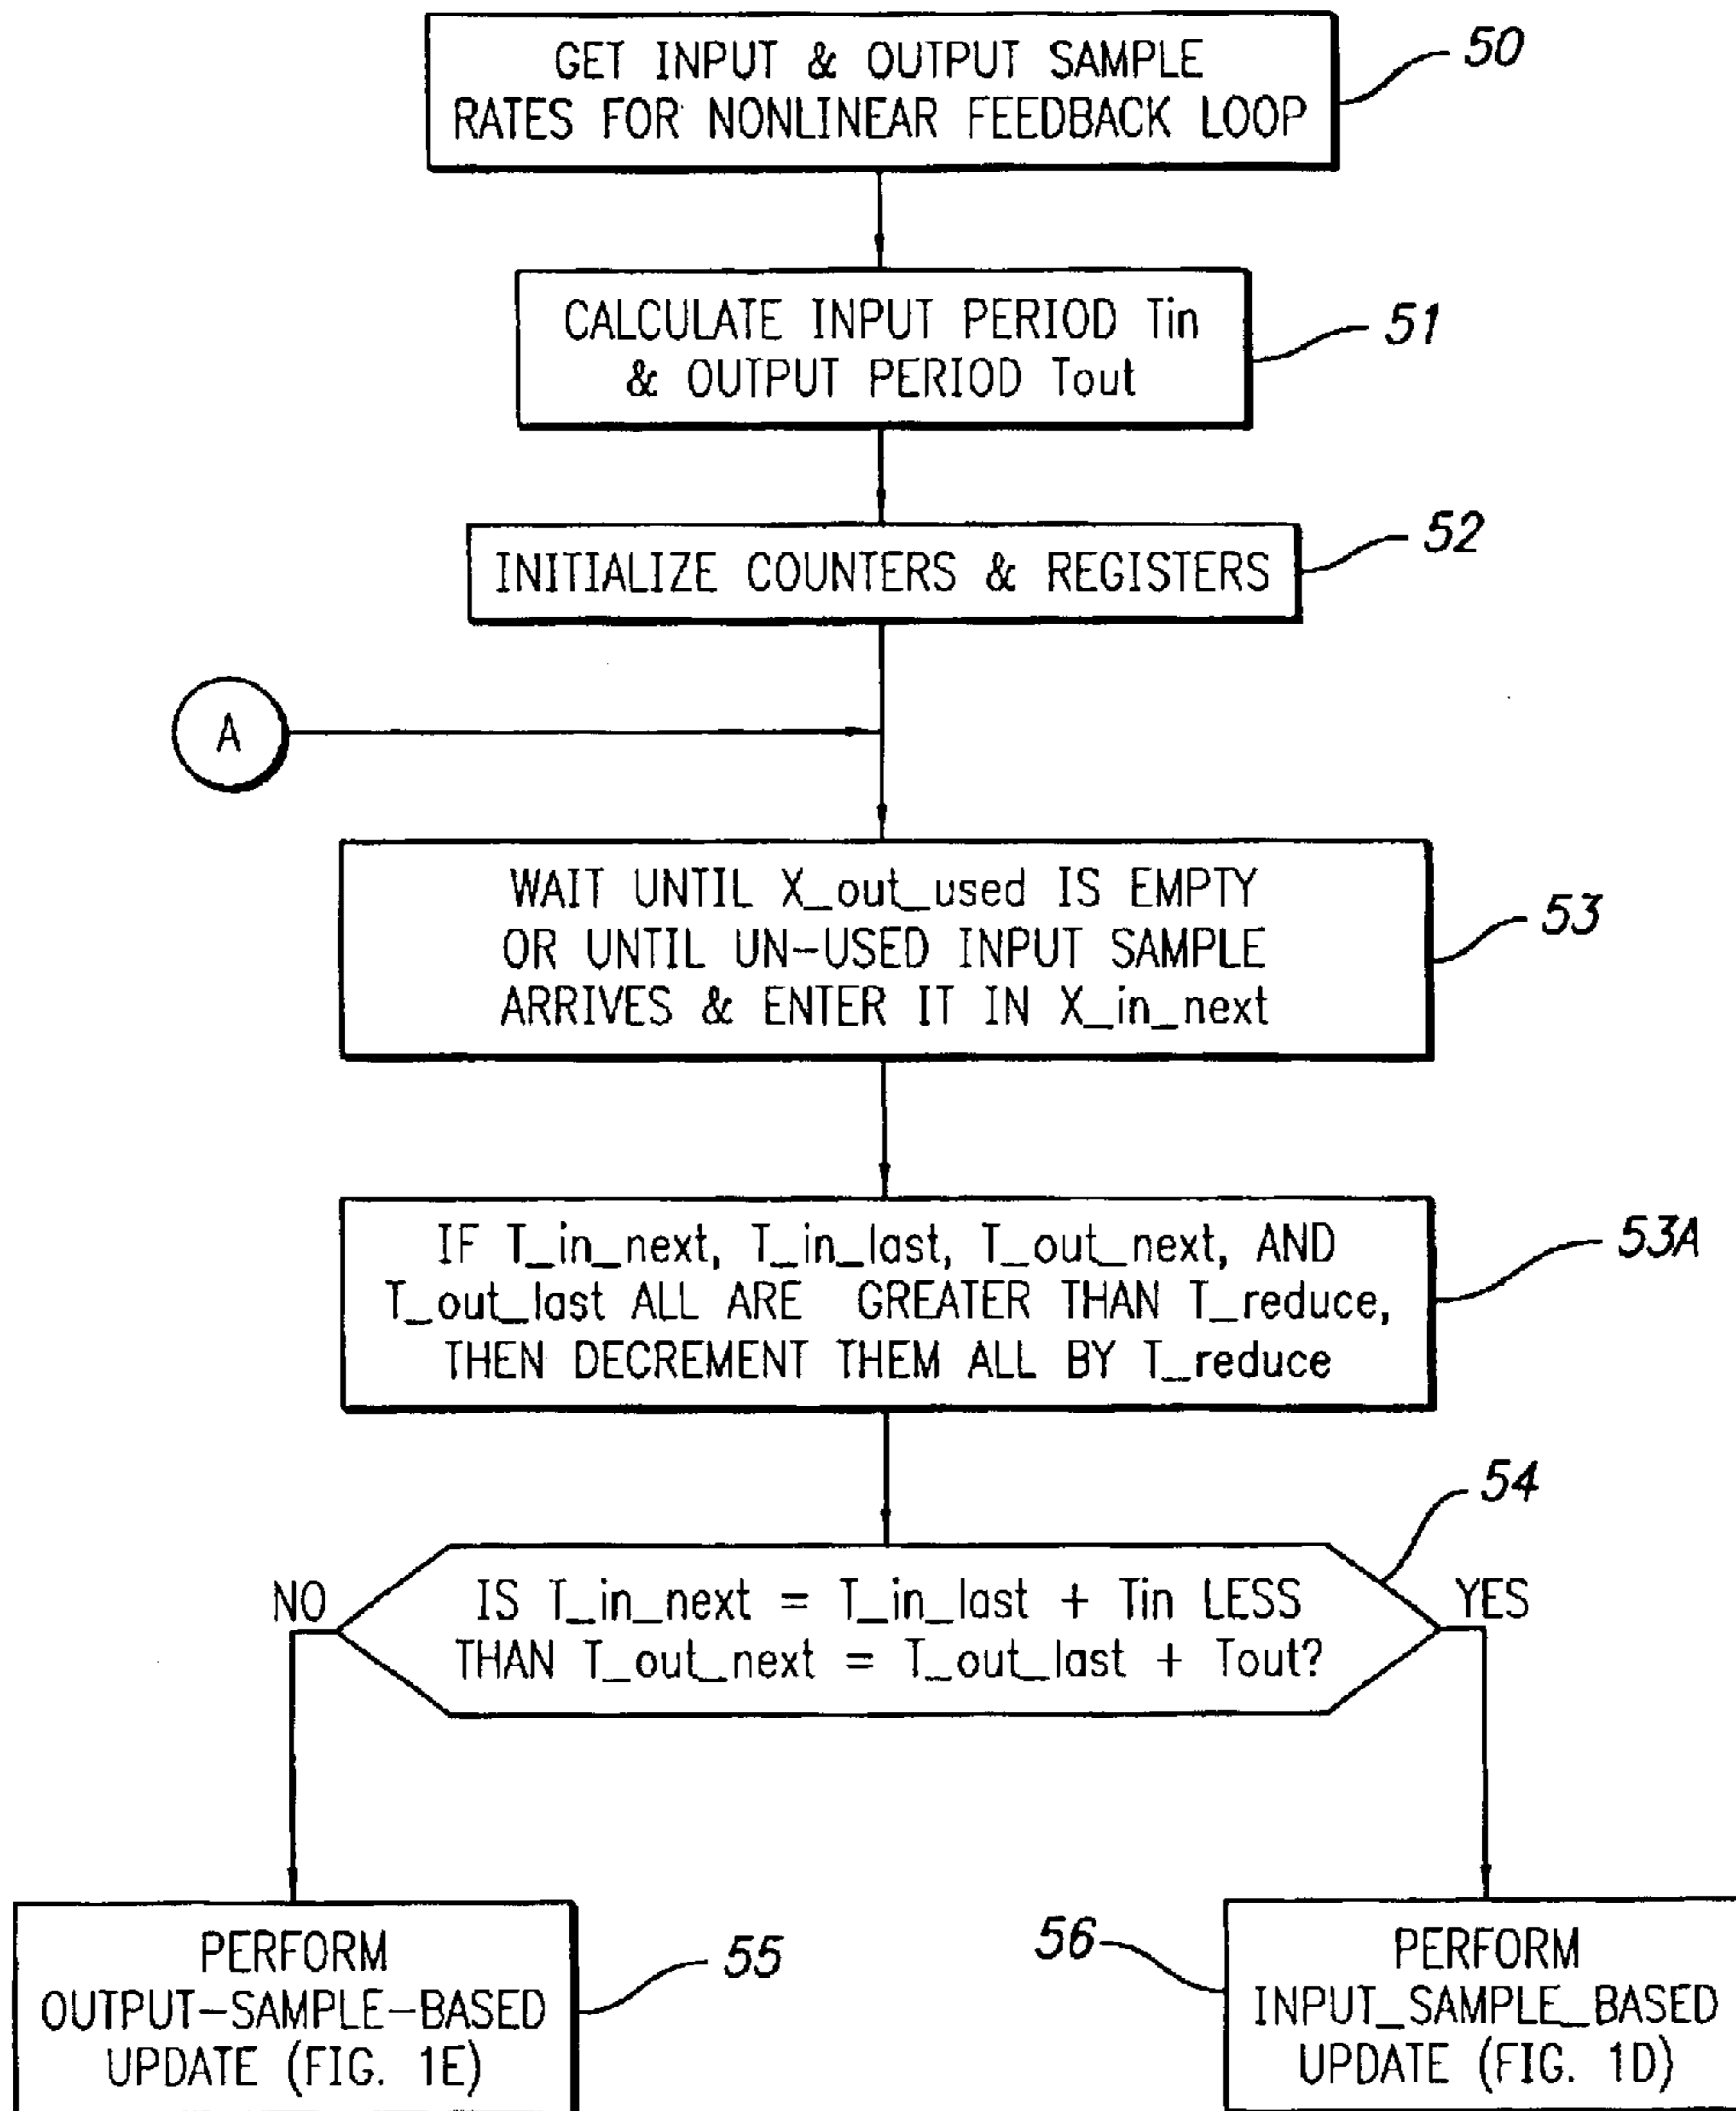 GET INPUT & OUTPUT SAMPLE
RATES FOR NONLINEAR FEEDBACK LOOP
50
CALCULATE INPUT PERIOD Tin
& OUTPUT PERIOD Tout
51
INITIALIZE COUNTERS & REGISTERS
52
A
WAIT UNTIL X_out_used IS EMPTY
OR UNTIL UN-USED INPUT SAMPLE
ARRIVES & ENTER IT IN X_in_next
53
IF T_in_next, T_in_last, T_out_next, AND
T_out_last ALL ARE GREATER THAN T_reduce,
THEN DECREMENT THEM ALL BY T_reduce
53A
54
NO
IS T_in_next = T_in_last + Tin LESS
THAN T_out_next = T_out_last + Tout?
YES
PERFORM
OUTPUT-SAMPLE-BASED
UPDATE (FIG. 1E)
55
56
PERFORM
INPUT_SAMPLE_BASED
UPDATE (FIG. 1D)